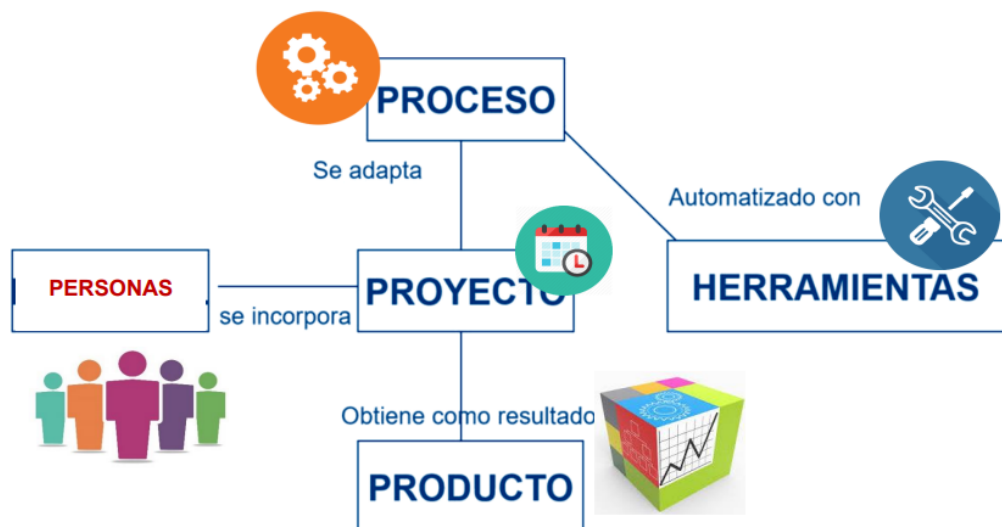 PROCESO
Se adapta
Automatizado con
PERSONAS
se incorpora
PROYECTO
HERRAMIENTAS
Obtiene como resultado
PRODUCTO